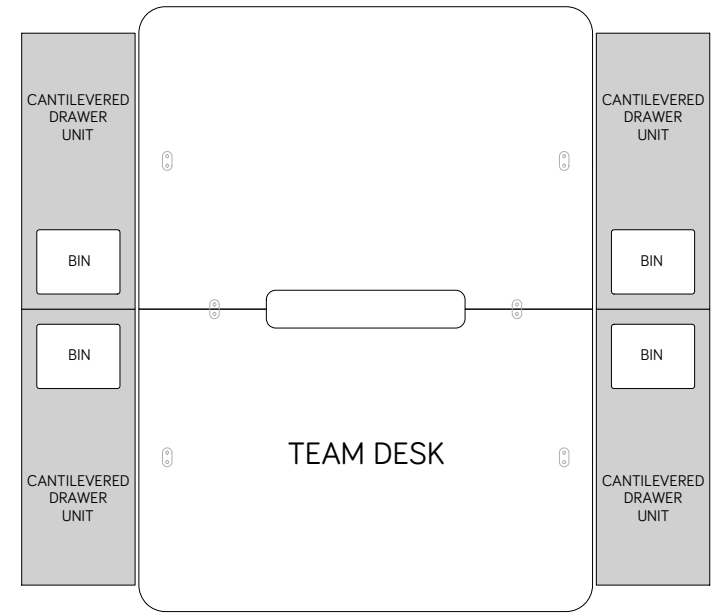 CANTILEVERED
DRAWER
UNIT
CANTILEVERED
DRAWER
UNIT
BIN
BIN
BIN
BIN
TEAM DESK
CANTILEVERED
DRAWER
UNIT
CANTILEVERED
DRAWER
UNIT